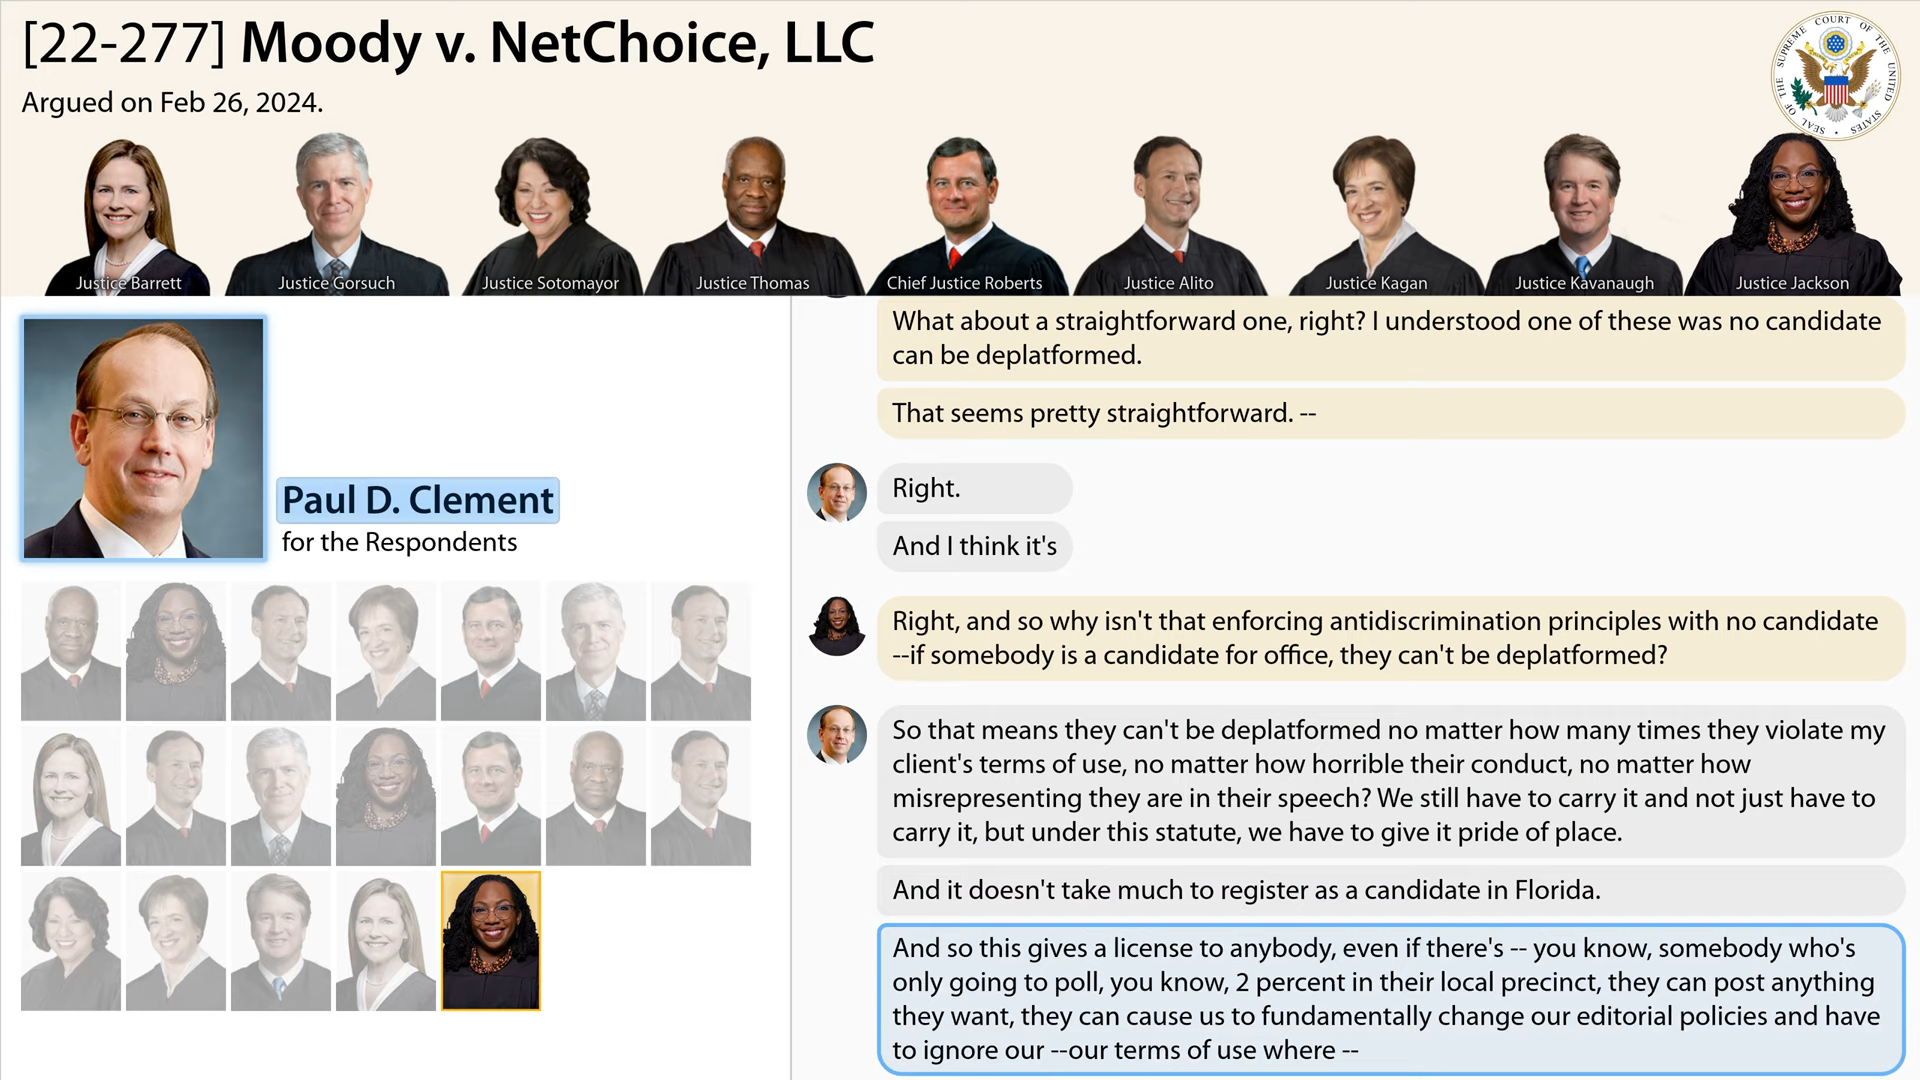 [22-277] Moody v. NetChoice, LLC
Argued on Feb 26, 2024.
SEAL OF THE SUPREME COURT OF THE UNITED STATES
Justice Barrett
Justice Gorsuch
Justice Sotomayor
Justice Thomas
Chief Justice Roberts
Justice Alito
Justice Kagan
Justice Kavanaugh
Justice Jackson
Paul D. Clement
for the Respondents
What about a straightforward one, right? I understood one of these was no candidate
can be deplatformed.
That seems pretty straightforward. --
Right.
And I think it's
Right, and so why isn't that enforcing antidiscrimination principles with no candidate
--if somebody is a candidate for office, they can't be deplatformed?
So that means they can't be deplatformed no matter how many times they violate my
client's terms of use, no matter how horrible their conduct, no matter how
misrepresenting they are in their speech? We still have to carry it and not just have to
carry it, but under this statute, we have to give it pride of place.
And it doesn't take much to register as a candidate in Florida.
And so this gives a license to anybody, even if there's -- you know, somebody who's
only going to poll, you know, 2 percent in their local precinct, they can post anything
they want, they can cause us to fundamentally change our editorial policies and have
to ignore our --our terms of use where --